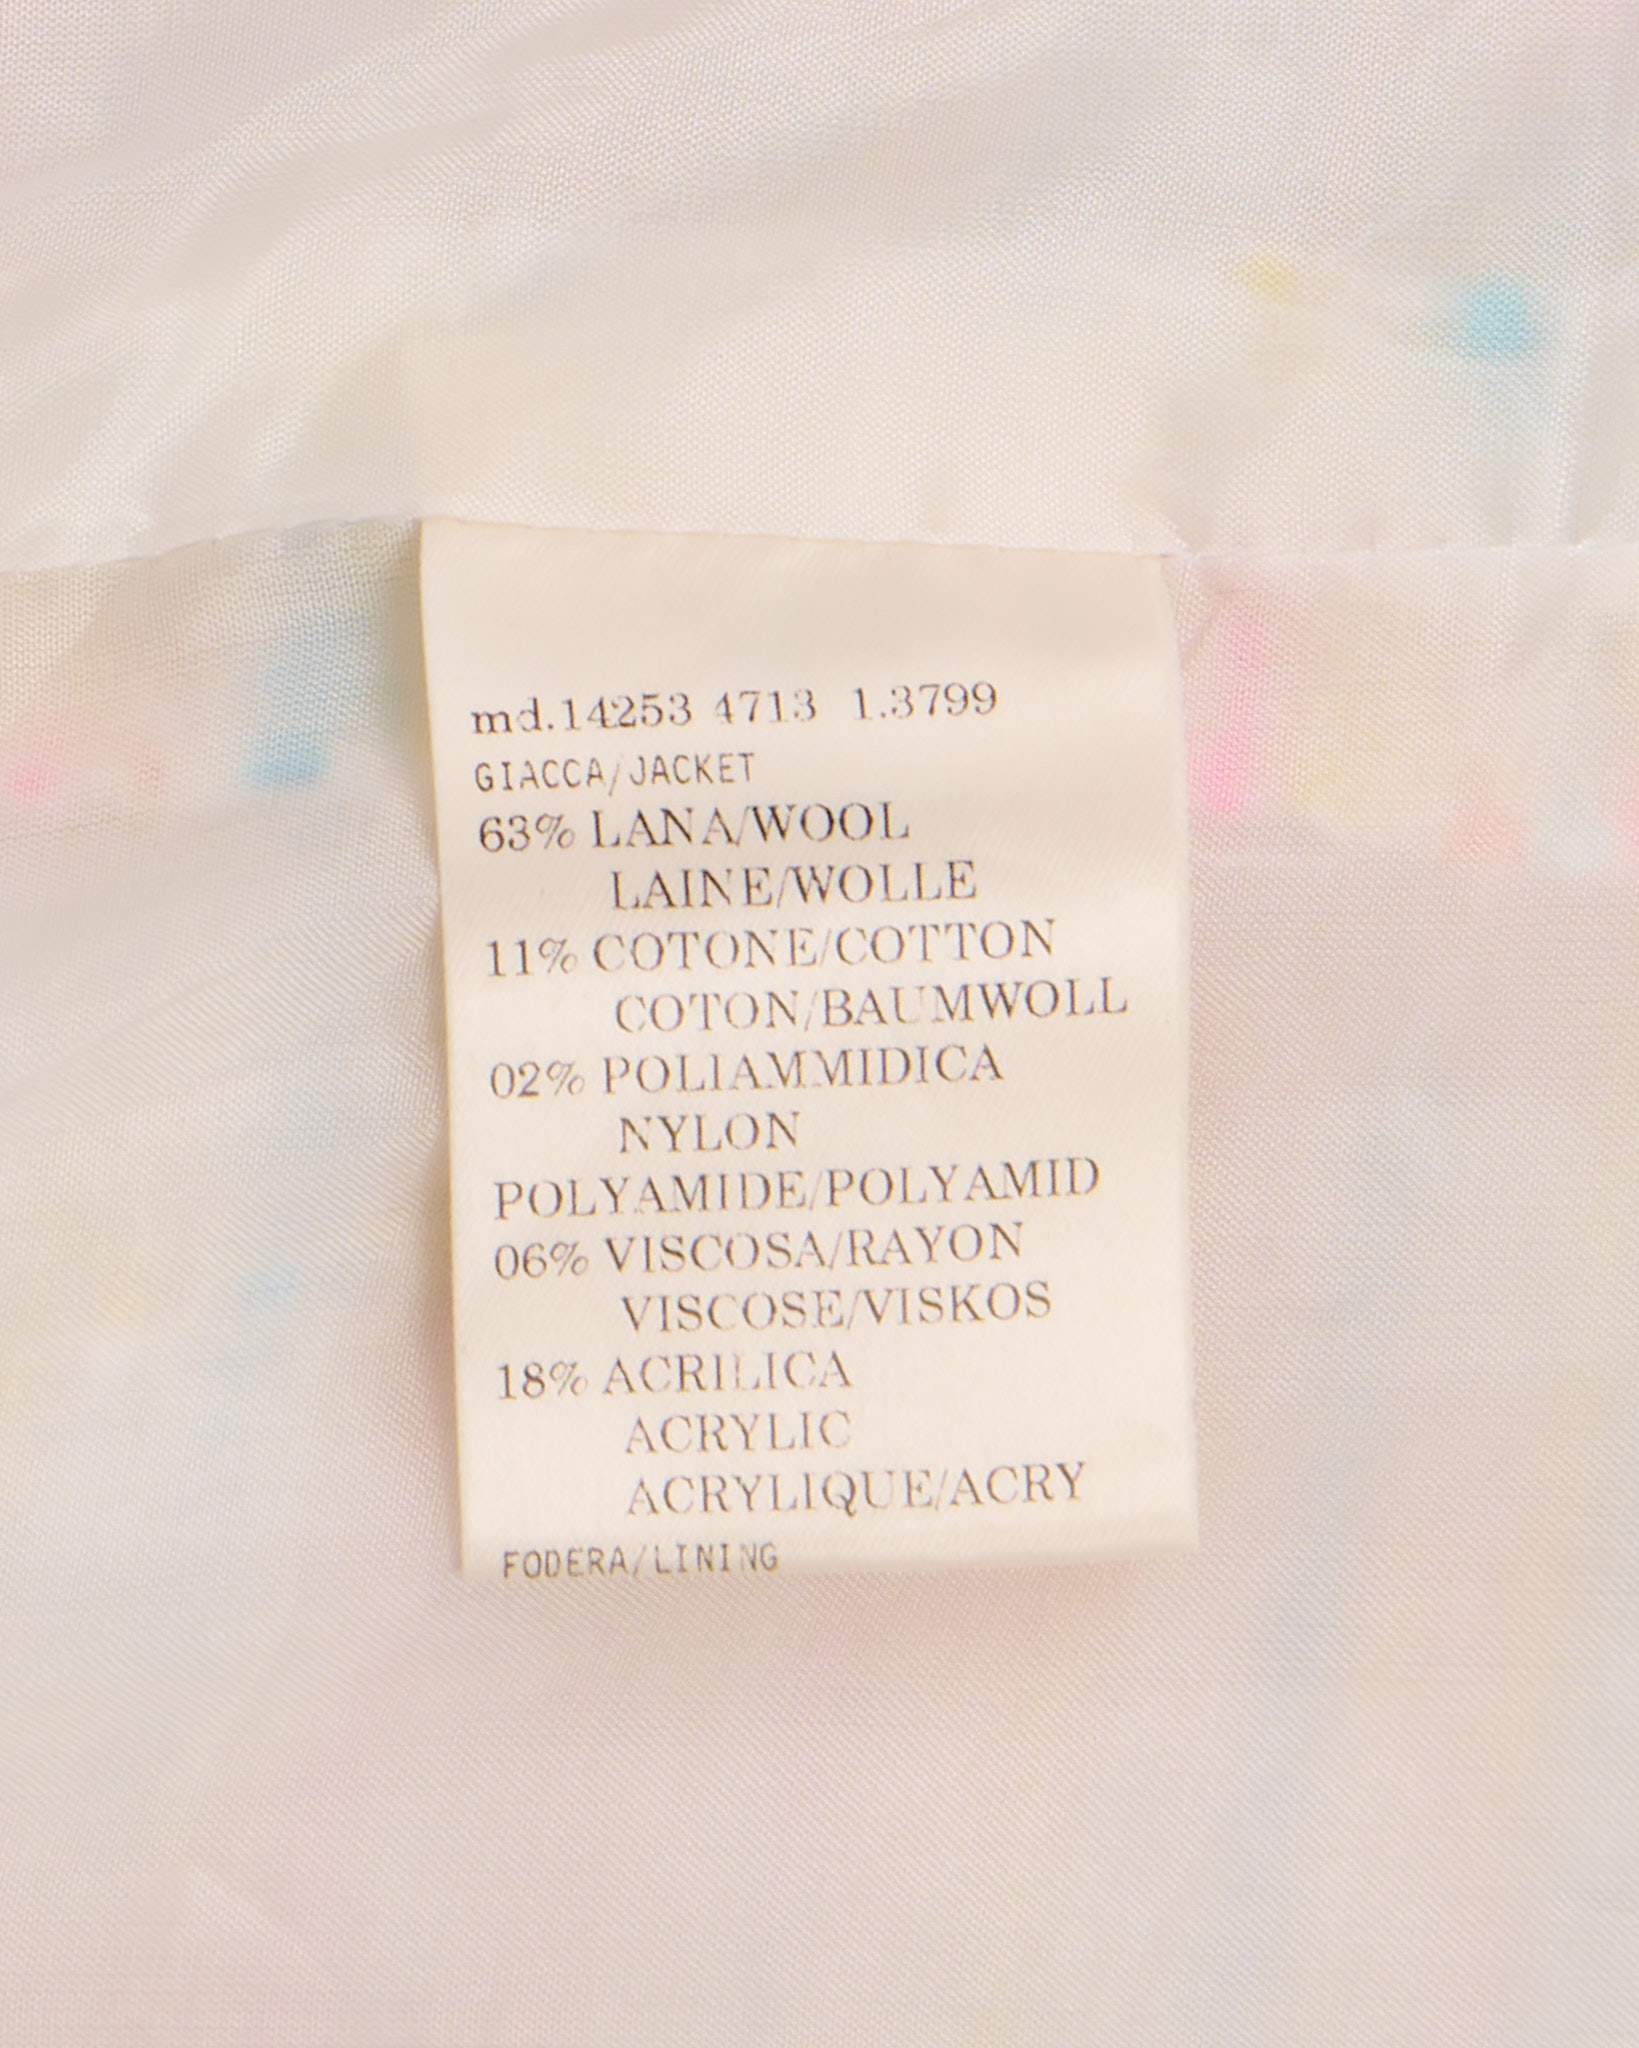 md.14253 4713 1.3799
GIACCA/JACKET
63% LANA/WOOL
LAINE/WOLLE
11% COTONE/COTTON
COTON/BAUMWOLL
02% POLIAMMIDICA
NYLON
POLYAMIDE/POLYAMID
06% VISCOSA/RAYON
VISCOSE/VISKOS
18% ACRILICA
ACRYLIC
ACRYLIQUE/ACRY
FODERA/LINING